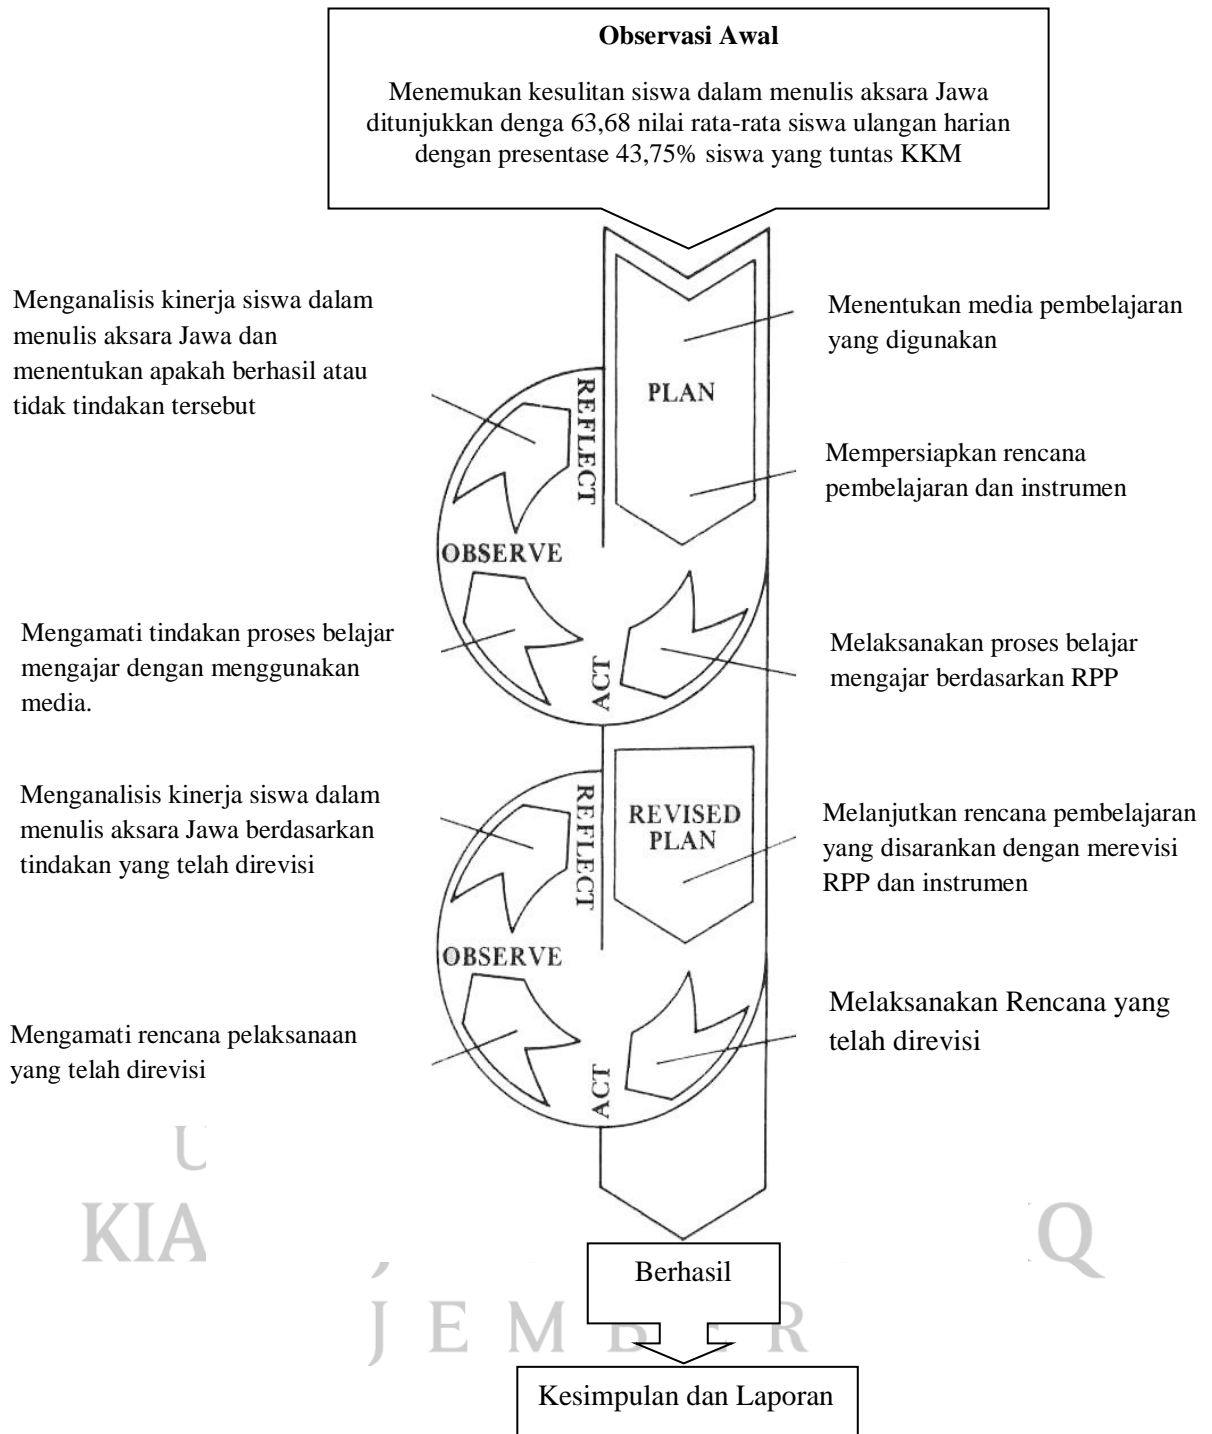 Observasi Awal
Menemukan kesulitan siswa dalam menulis aksara Jawa
ditunjukkan denga 63,68 nilai rata-rata siswa ulangan harian
dengan presentase 43,75% siswa yang tuntas KKM
Menganalisis kinerja siswa dalam
menulis aksara Jawa dan
menentukan apakah berhasil atau
tidak tindakan tersebut
Menentukan media pembelajaran
yang digunakan
PLAN
REFLECT
Mempersiapkan rencana
pembelajaran dan instrumen
OBSERVE
Mengamati tindakan proses belajar
mengajar dengan menggunakan
media.
ACT
Melaksanakan proses belajar
mengajar berdasarkan RPP
Menganalisis kinerja siswa dalam
menulis aksara Jawa berdasarkan
tindakan yang telah direvisi
REFLECT
REVISED
PLAN
Melanjutkan rencana pembelajaran
yang disarankan dengan merevisi
RPP dan instrumen
OBSERVE
Mengamati rencana pelaksanaan
yang telah direvisi
ACT
Melaksanakan Rencana yang
telah direvisi
Berhasil
JEMBER
Kesimpulan dan Laporan